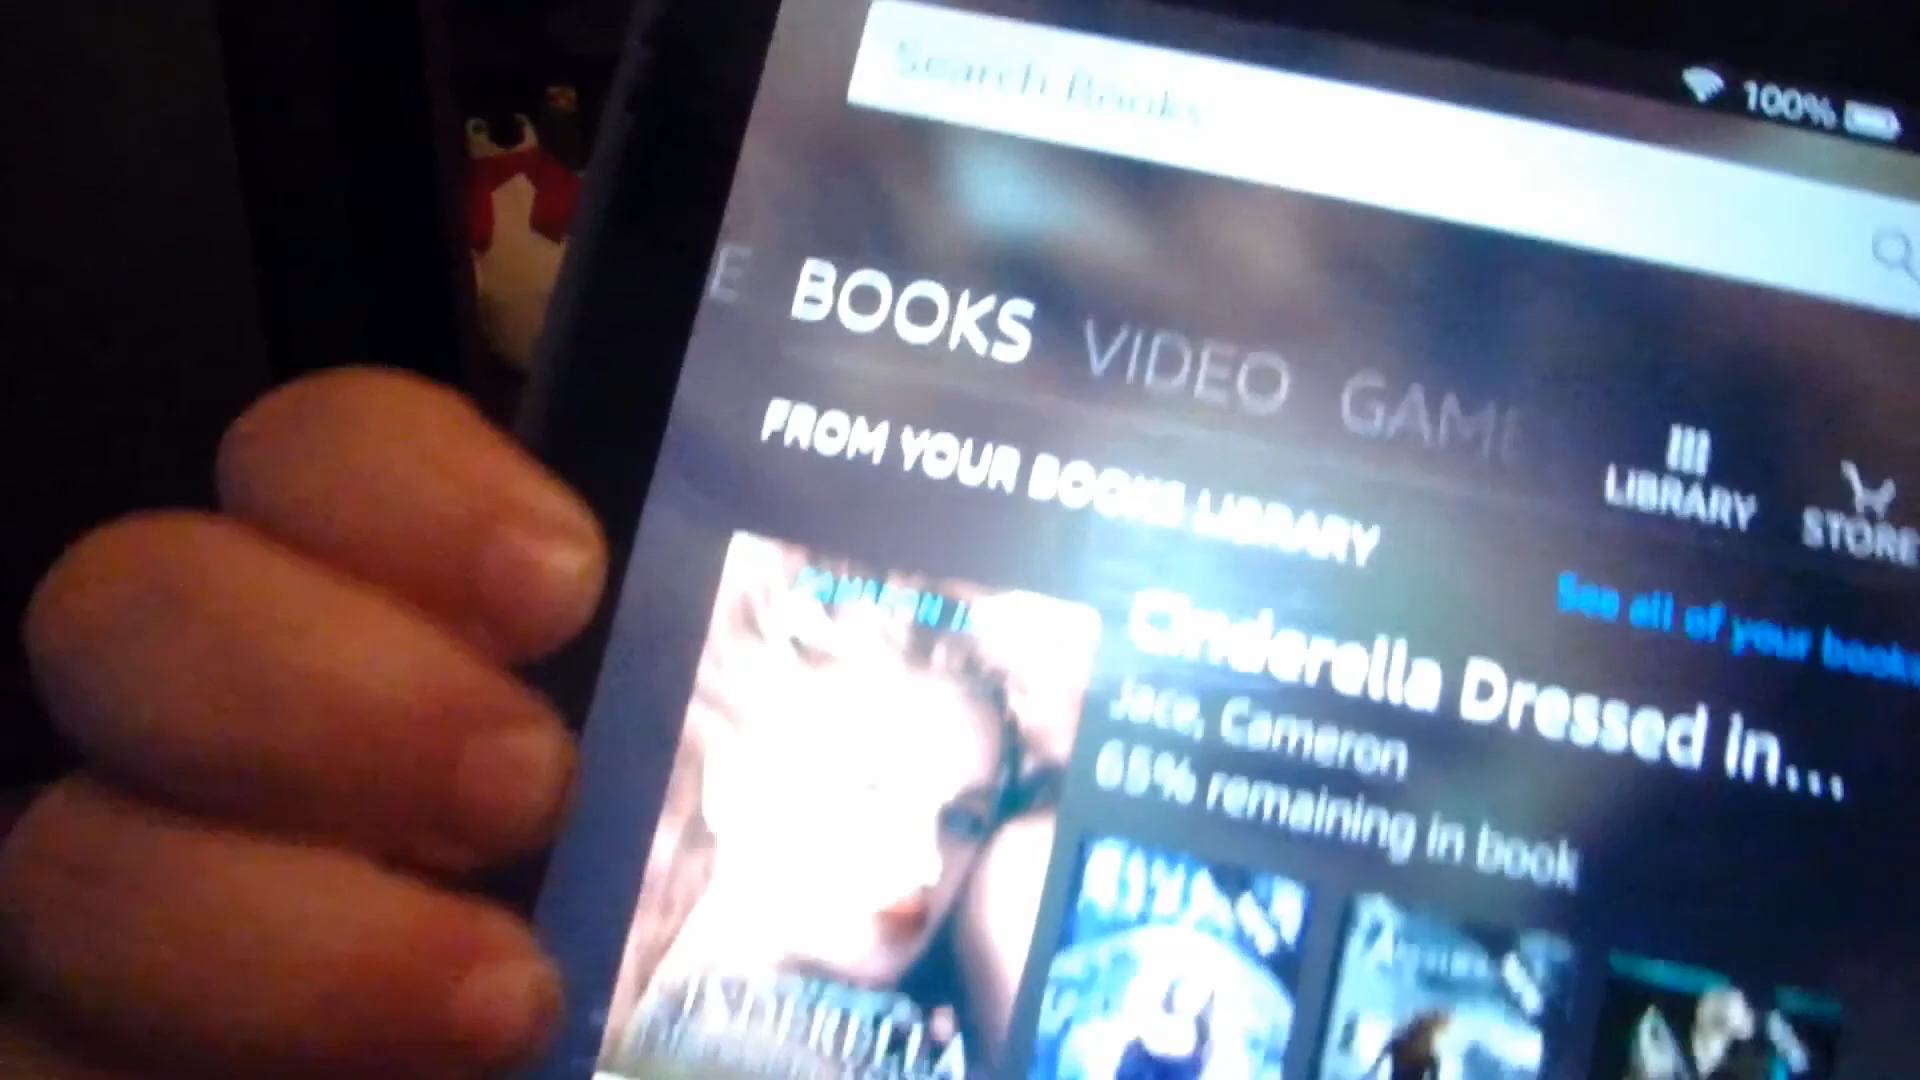 100%
Search Books
E BOOKS VIDEO GAME
LIBRARY STORE
FROM YOUR BOOKS LIBRARY
See all of your books
Cinderella Dressed in...
Jace, Cameron
65% remaining in book